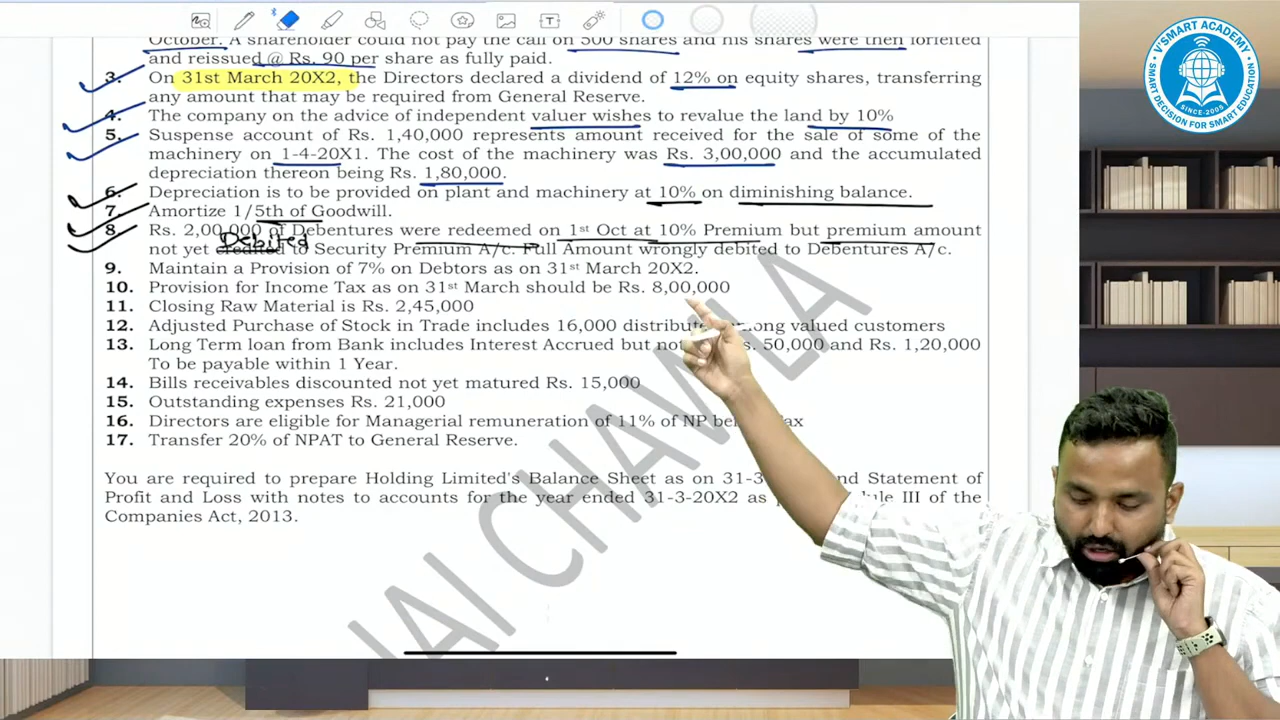 October. A shareholder could not pay the call on 500 shares and his shares were then forfeited
and reissued @ Rs. 90 per share as fully paid.
3. On 31st March 20X2, the Directors declared a dividend of 12% on equity shares, transferring
any amount that may be required from General Reserve.
4. The company on the advice of independent valuer wishes to revalue the land by 10%
5. Suspense account of Rs. 1,40,000 represents amount received for the sale of some of the
machinery on 1-4-20X1. The cost of the machinery was Rs. 3,00,000 and the accumulated
depreciation thereon being Rs. 1,80,000.
6. Depreciation is to be provided on plant and machinery at 10% on diminishing balance.
7. Amortize 1/5th of Goodwill.
8. Rs. 2,00,000 of Debentures were redeemed on 1st Oct at 10% Premium but premium amount
Debited
not yet credited to Security Premium A/c. Full Amount wrongly debited to Debentures A/c.
9. Maintain a Provision of 7% on Debtors as on 31st March 20X2.
10. Provision for Income Tax as on 31st March should be Rs. 8,00,000
11. Closing Raw Material is Rs. 2,45,000
12. Adjusted Purchase of Stock in Trade includes 16,000 valued customers
13. Long Term loan from Bank includes Interest Accrued but not 50,000 and Rs. 1,20,000
To be payable within 1 Year.
14. Bills receivables discounted not yet matured Rs. 15,000
15. Outstanding expenses Rs. 21,000
16. Directors are eligible for Managerial remuneration of 11% of NP
17. Transfer 20% of NPAT to General Reserve.
You are required to prepare Holding Limited's Balance Sheet as on Statement of
Profit and Loss with notes to accounts for the year ended 31-3-20X2 as III of the
Companies Act, 2013.
CHAWLA
V'SMART ACADEMY
SINCE-2005
SMART DECISION FOR SMART EDUCATION